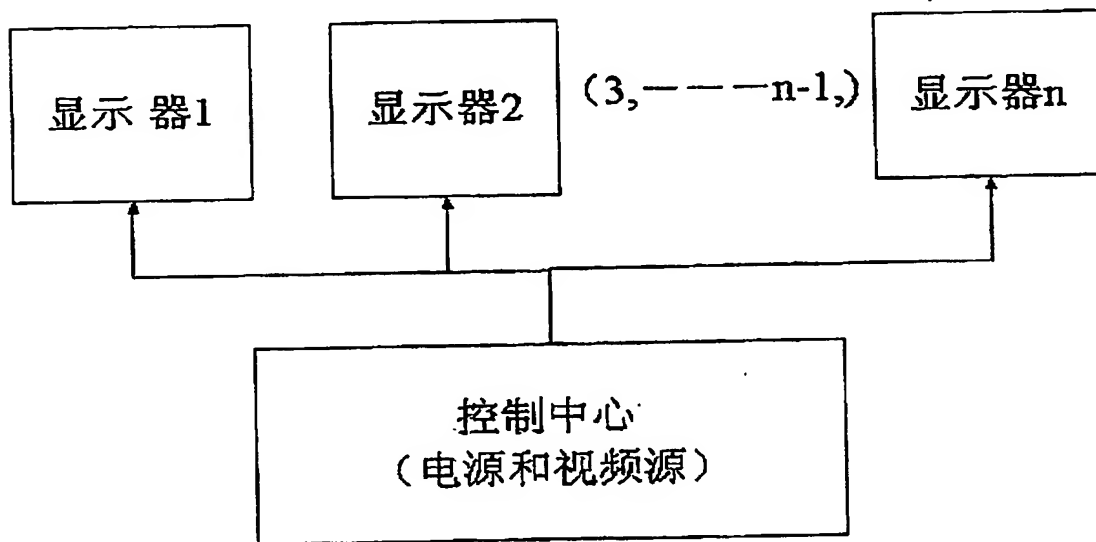 显示 器1
显示器2
(3,－－－n-1,)
显示器n
控制中心
（电源和视频源）